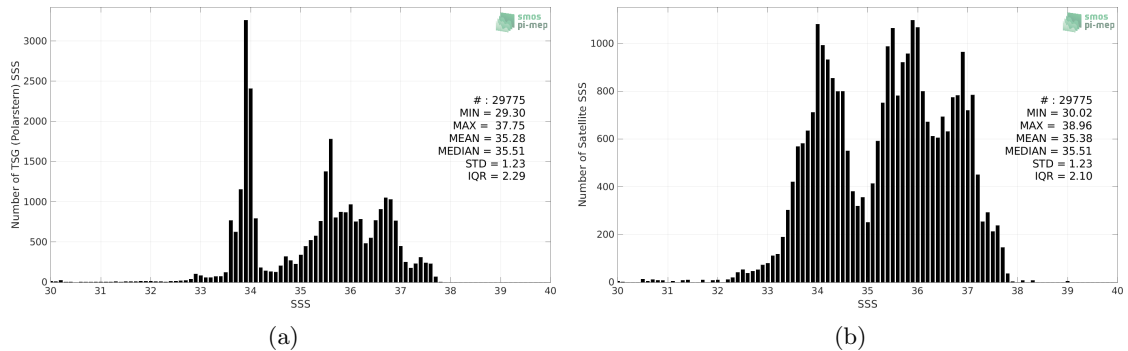 smos
pi-mep
3000
2500
2000
1500
1000
500
0
Number of TSG (Polarstern) SSS
# : 29775
MIN = 29.30
MAX = 37.75
MEAN = 35.28
MEDIAN = 35.51
STD = 1.23
IQR = 2.29
30 31 32 33 34 35 36 37 38 39 40
SSS
(a)
smos
pi-mep
1000
800
600
400
200
0
Number of Satellite SSS
# : 29775
MIN = 30.02
MAX = 38.96
MEAN = 35.38
MEDIAN = 35.51
STD = 1.23
IQR = 2.10
30 31 32 33 34 35 36 37 38 39 40
SSS
(b)